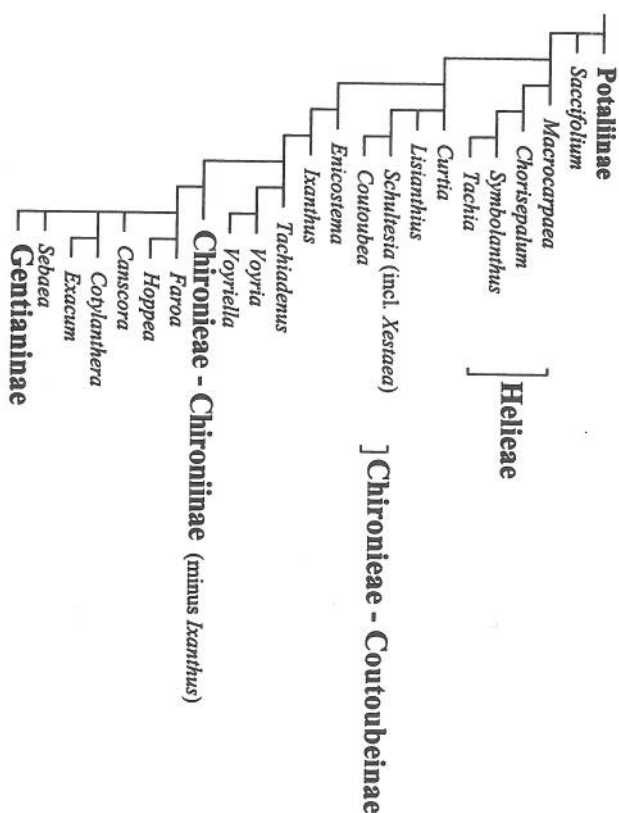 Potaliinae
Saccifolium
Macrocarpaea
Chorisepalum
Symbolanthus
Tachia
] Helieae
Curtia
Lisianthius
Schultesia (incl. Xestaea)
Coutoubea
] Chironieae - Coutoubeinae
Enicostema
Ixanthus
Tachiadenus
Voyria
Voyriella
Chironieae - Chironiinae (minus Ixanthus)
Faroa
Hoppea
Canscora
Cotylanthera
Exacum
Sebaea
Gentianinae